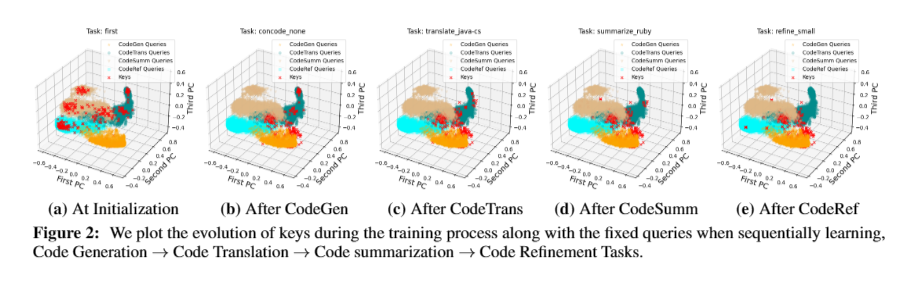 Task: first
CodeGen Queries
CodeTrans Queries
CodeSumm Queries
CodeRef Queries
Keys
0.6
0.4
0.2
0.0
−0.2
−0.4
Third PC
−0.6
−0.4
−0.2
0.0
0.2
0.4
0.6
First PC
−0.4
−0.2
0.0
0.2
0.4
0.6
0.8
Second PC
(a) At Initialization
Task: concode_none
CodeGen Queries
CodeTrans Queries
CodeSumm Queries
CodeRef Queries
Keys
0.6
0.4
0.2
0.0
−0.2
−0.4
Third PC
−0.6
−0.4
−0.2
0.0
0.2
0.4
0.6
First PC
−0.4
−0.2
0.0
0.2
0.4
0.6
0.8
Second PC
(b) After CodeGen
Task: translate_java-cs
CodeGen Queries
CodeTrans Queries
CodeSumm Queries
CodeRef Queries
Keys
0.6
0.4
0.2
0.0
−0.2
−0.4
Third PC
−0.6
−0.4
−0.2
0.0
0.2
0.4
0.6
First PC
−0.4
−0.2
0.0
0.2
0.4
0.6
0.8
Second PC
(c) After CodeTrans
Task: summarize_ruby
CodeGen Queries
CodeTrans Queries
CodeSumm Queries
CodeRef Queries
Keys
0.6
0.4
0.2
0.0
−0.2
−0.4
Third PC
−0.6
−0.4
−0.2
0.0
0.2
0.4
0.6
First PC
−0.4
−0.2
0.0
0.2
0.4
0.6
0.8
Second PC
(d) After CodeSumm
Task: refine_small
CodeGen Queries
CodeTrans Queries
CodeSumm Queries
CodeRef Queries
Keys
0.6
0.4
0.2
0.0
−0.2
−0.4
Third PC
−0.6
−0.4
−0.2
0.0
0.2
0.4
0.6
First PC
−0.4
−0.2
0.0
0.2
0.4
0.6
0.8
Second PC
(e) After CodeRef
Figure 2: We plot the evolution of keys during the training process along with the fixed queries when sequentially learning,
Code Generation → Code Translation → Code summarization → Code Refinement Tasks.